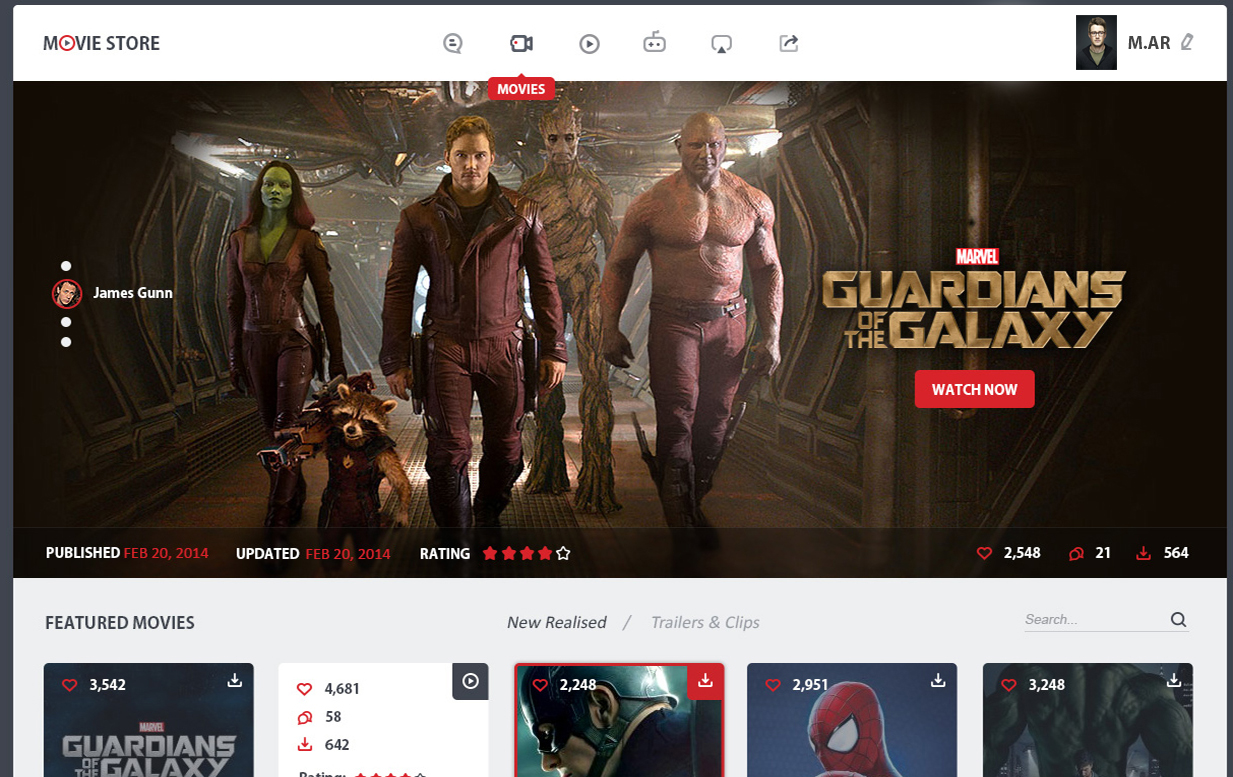 MOVIE STORE
M.AR
MOVIES
James Gunn
MARVEL
GUARDIANS
OF THE GALAXY
WATCH NOW
PUBLISHED FEB 20, 2014 UPDATED FEB 20, 2014 RATING 2,548 21 564
FEATURED MOVIES New Realised / Trailers & Clips Search...
3,542 4,681 2,248 2,951 3,248
58
642
MARVEL
GUARDIANS
OF THE GALAXY
Rating: